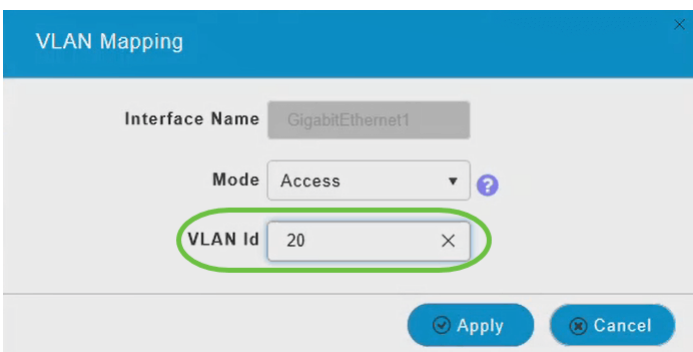 VLAN Mapping
Interface Name GigabitEthernet1
Mode Access
VLAN Id 20
Apply Cancel